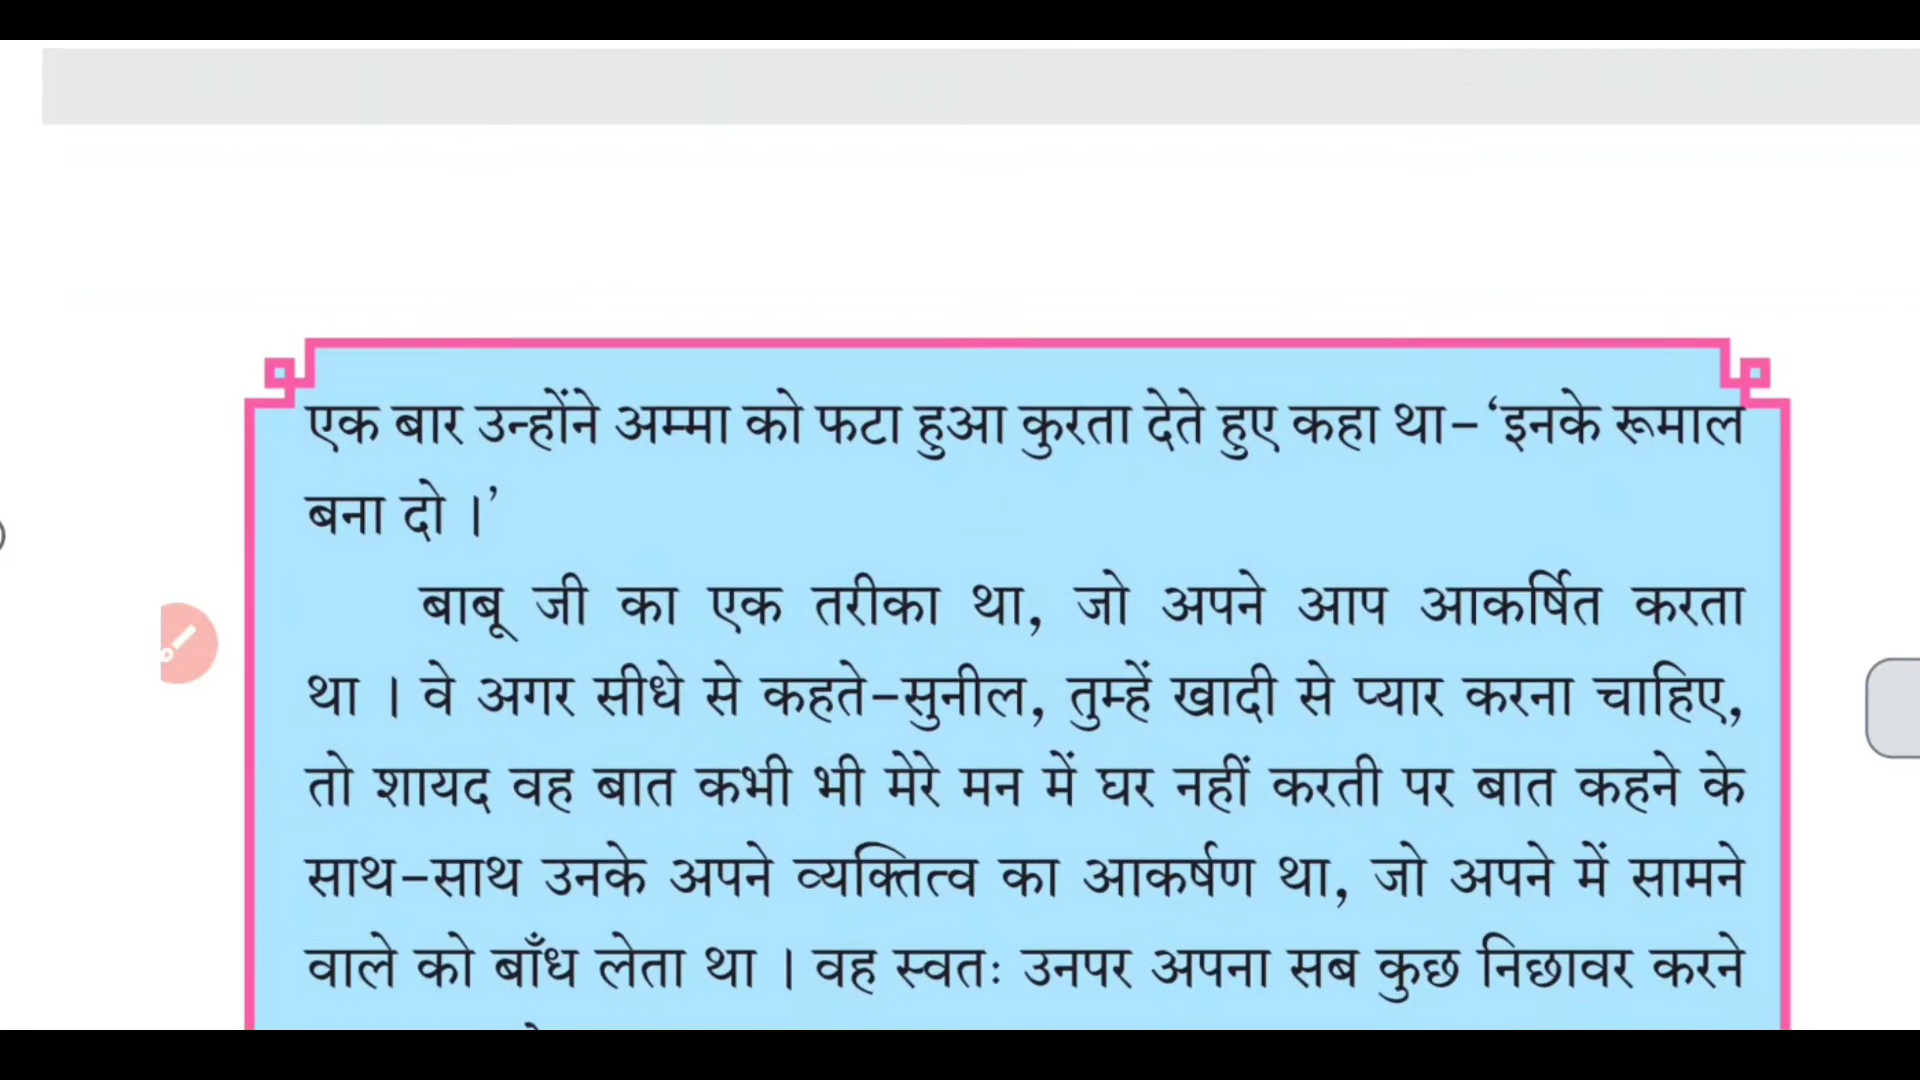 एक बार उन्होंने अम्मा को फटा हुआ कुरता देते हुए कहा था–‘इनके रूमाल
बना दो ।’
बाबू जी का एक तरीका था, जो अपने आप आकर्षित करता
था । वे अगर सीधे से कहते–सुनील, तुम्हें खादी से प्यार करना चाहिए,
तो शायद वह बात कभी भी मेरे मन में घर नहीं करती पर बात कहने के
साथ–साथ उनके अपने व्यक्तित्व का आकर्षण था, जो अपने में सामने
वाले को बाँध लेता था । वह स्वतः उनपर अपना सब कुछ निछावर करने